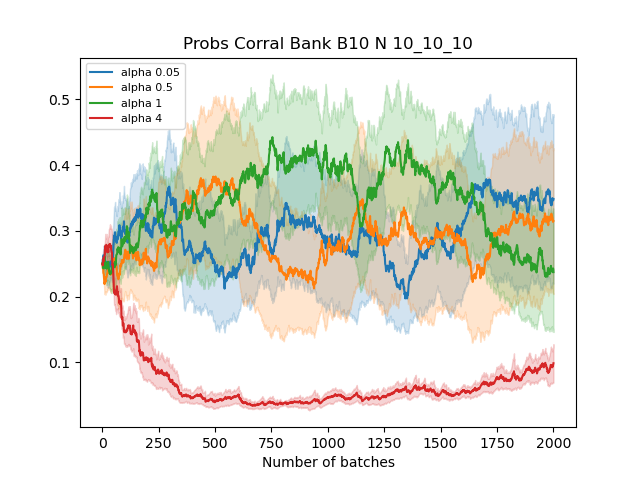 Probs Corral Bank B10 N 10_10_10
alpha 0.05
alpha 0.5
alpha 1
alpha 4
0.5
0.4
0.3
0.2
0.1
0 250 500 750 1000 1250 1500 1750 2000
Number of batches